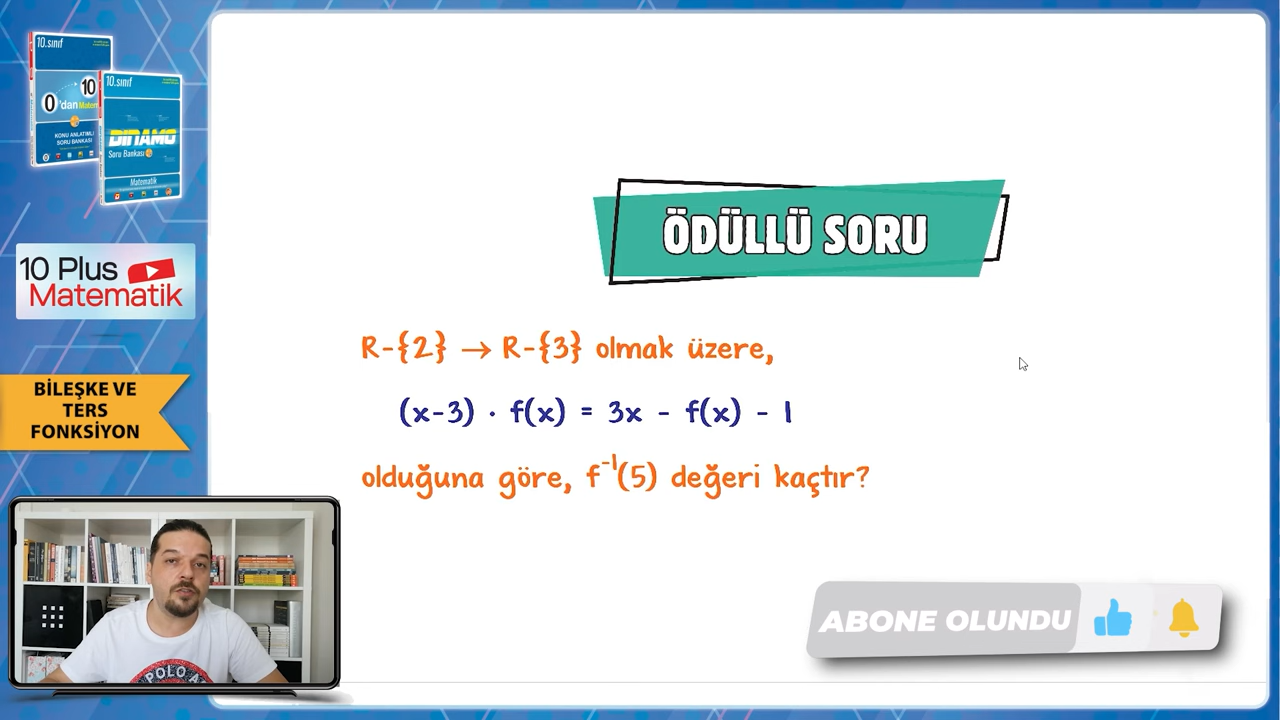 10.sınıf
0'dan 10
KONU ANLATIMLI
SORU BANKASI
10.sınıf
DİNAMO
Soru Bankası
Matematik
10 Plus
Matematik
BİLEŞKE VE
TERS
FONKSİYON
ÖDÜLLÜ SORU
R-{2} → R-{3} olmak üzere,
(x-3) · f(x) = 3x - f(x) - 1
olduğuna göre, f⁻¹(5) değeri kaçtır?
POLO
ABONE OLUNDU